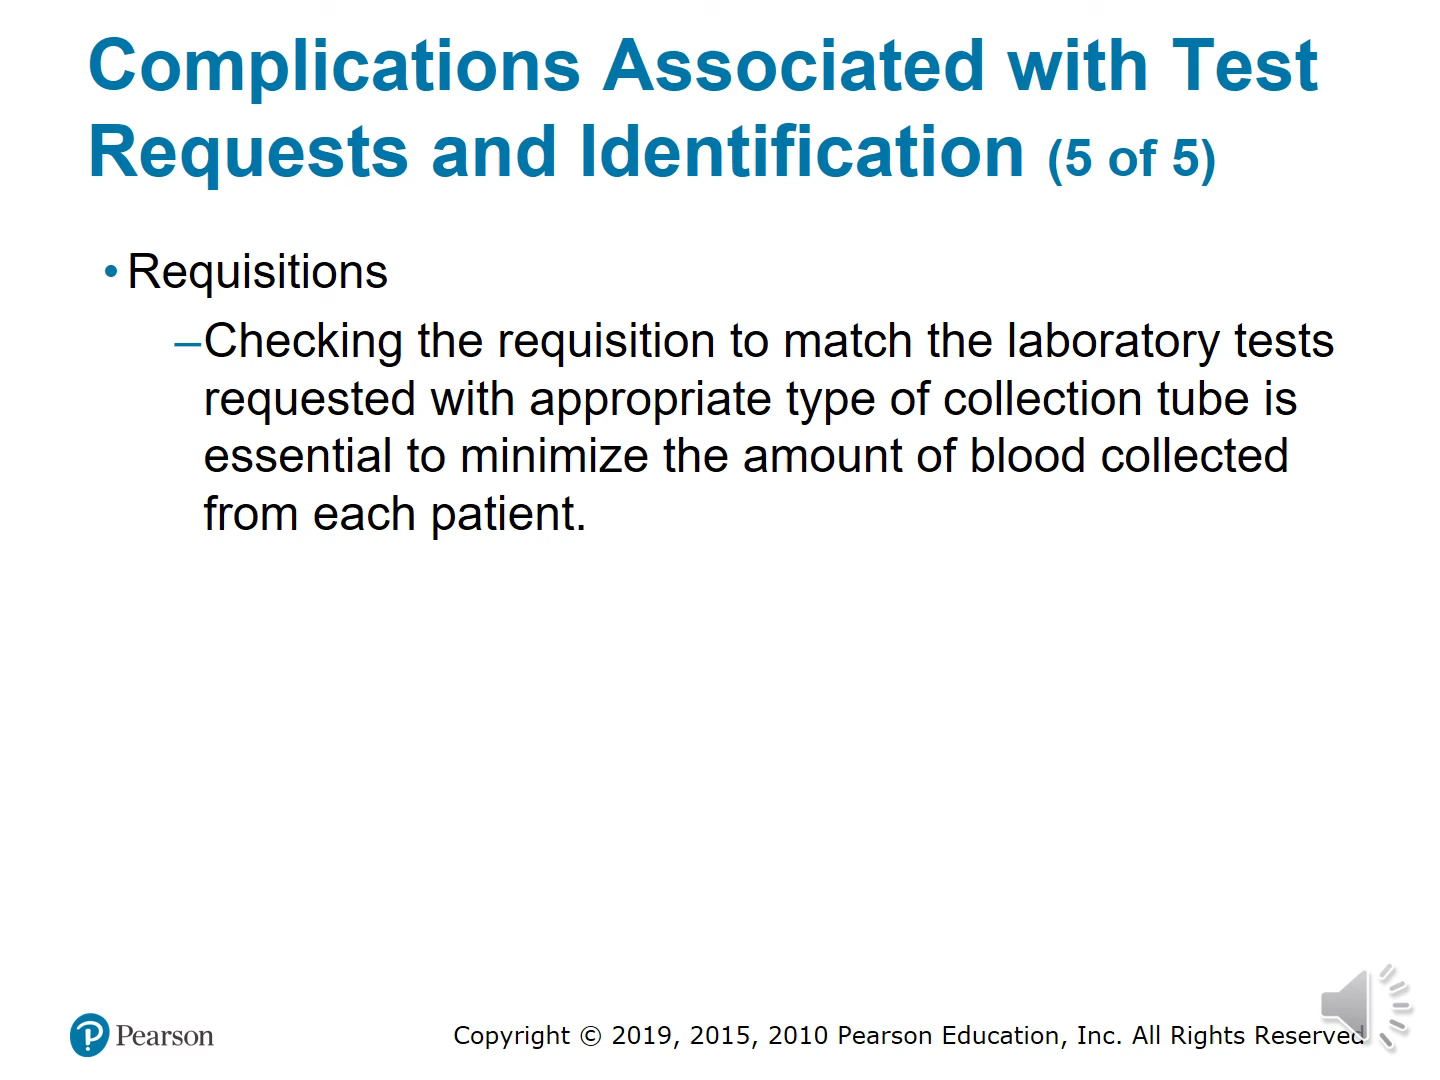 Complications Associated with Test
Requests and Identification (5 of 5)
• Requisitions
–Checking the requisition to match the laboratory tests
requested with appropriate type of collection tube is
essential to minimize the amount of blood collected
from each patient.
Pearson
Copyright © 2019, 2015, 2010 Pearson Education, Inc. All Rights Reserved